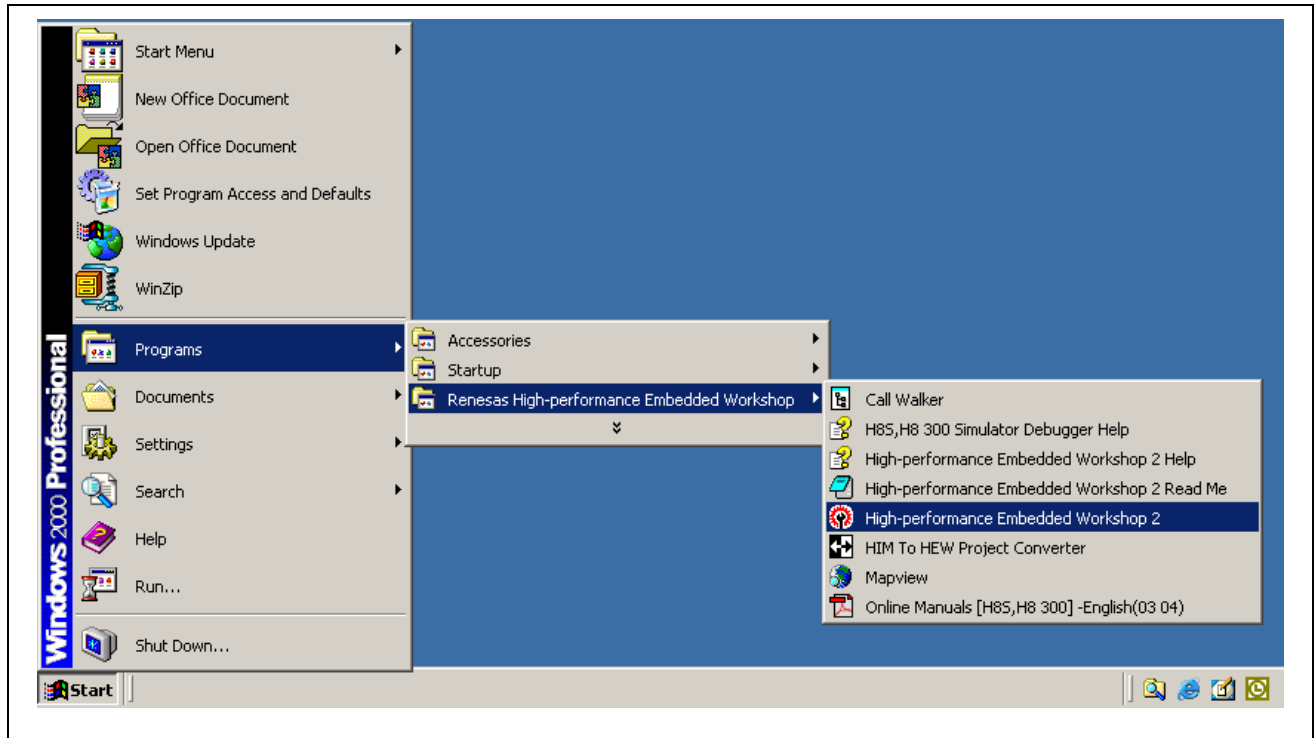 Start Menu
New Office Document
Open Office Document
Set Program Access and Defaults
Windows Update
WinZip
Programs
Documents
Settings
Search
Help
Run...
Shut Down...
Windows 2000 Professional
Accessories
Startup
Renesas High-performance Embedded Workshop
Call Walker
H8S,H8 300 Simulator Debugger Help
High-performance Embedded Workshop 2 Help
High-performance Embedded Workshop 2 Read Me
High-performance Embedded Workshop 2
HIM To HEW Project Converter
Mapview
Online Manuals [H8S,H8 300] -English(03 04)
Start